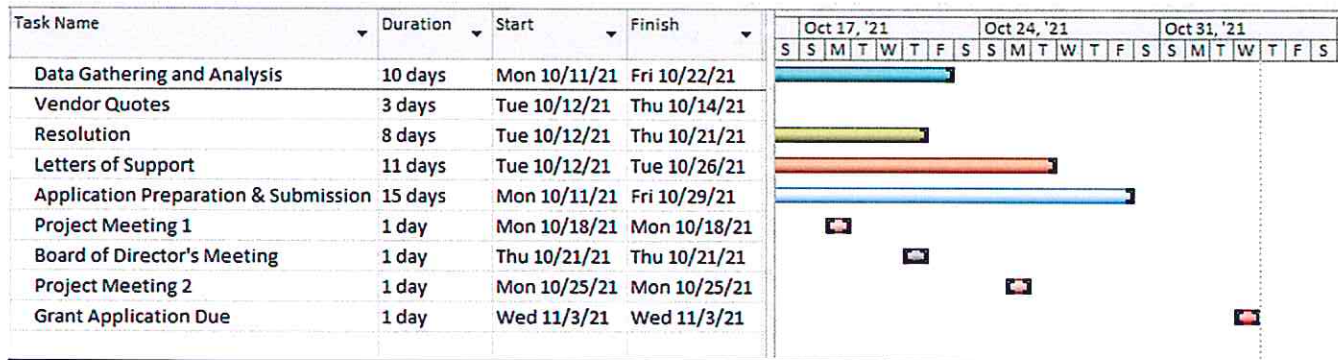 Task Name Duration Start Finish Oct 17, '21 Oct 24, '21 Oct 31, '21
S S M T W T F S S M T W T F S S M T W T F S
Data Gathering and Analysis 10 days Mon 10/11/21 Fri 10/22/21
Vendor Quotes 3 days Tue 10/12/21 Thu 10/14/21
Resolution 8 days Tue 10/12/21 Thu 10/21/21
Letters of Support 11 days Tue 10/12/21 Tue 10/26/21
Application Preparation & Submission 15 days Mon 10/11/21 Fri 10/29/21
Project Meeting 1 1 day Mon 10/18/21 Mon 10/18/21
Board of Director's Meeting 1 day Thu 10/21/21 Thu 10/21/21
Project Meeting 2 1 day Mon 10/25/21 Mon 10/25/21
Grant Application Due 1 day Wed 11/3/21 Wed 11/3/21